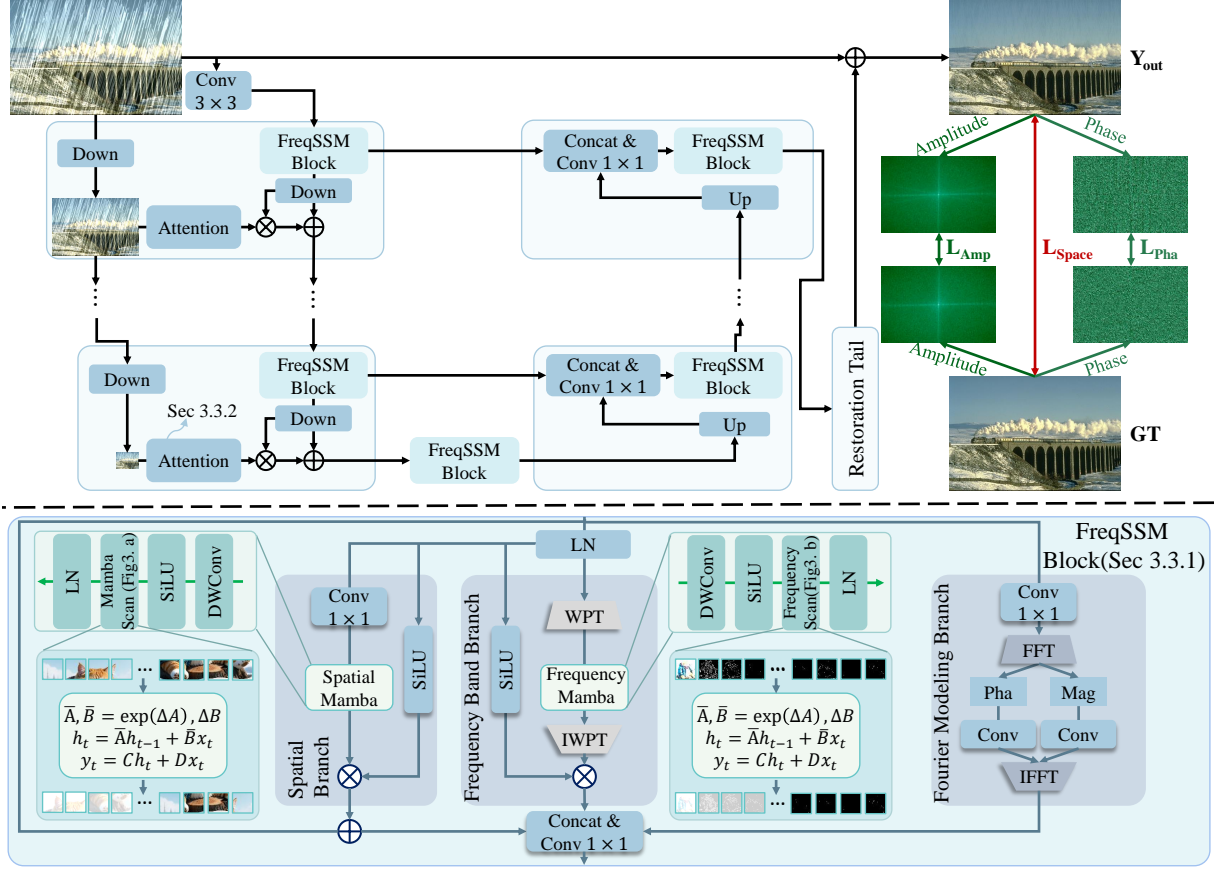 Conv
3 × 3
Y_out
Down
FreqSSM
Block
Concat &
Conv 1 × 1
FreqSSM
Block
Down
Up
Attention
Amplitude
Phase
L_Amp
L_Space
L_Pha
Amplitude
Phase
GT
⋮
⋮
⋮
Down
FreqSSM
Block
Concat &
Conv 1 × 1
FreqSSM
Block
Sec 3.3.2
Down
Up
Attention
FreqSSM
Block
Restoration Tail
FreqSSM
Block(Sec 3.3.1)
LN
Mamba
Scan (Fig3. a)
SiLU
DWConv
LN
DWConv
SiLU
Frequency
Scan(Fig3. b)
LN
Conv
1 × 1
SiLU
Spatial
Mamba
Spatial
Branch
WPT
SiLU
Frequency
Mamba
IWPT
Frequency Band Branch
...
A̅, B̅ = exp(ΔA) , ΔB
h_t = A̅h_{t−1} + B̅x_t
y_t = Ch_t + Dx_t
...
...
A̅, B̅ = exp(ΔA) , ΔB
h_t = A̅h_{t−1} + B̅x_t
y_t = Ch_t + Dx_t
...
Concat &
Conv 1 × 1
Fourier Modeling Branch
Conv
1 × 1
FFT
Pha
Mag
Conv
Conv
IFFT